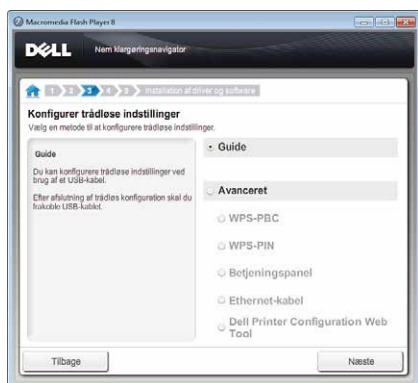 Macromedia Flash Player 8
DELL
Nem klargøringsnavigator
1 2 3 4 5 Installation af driver og software
Konfigurer trådløse indstillinger
Vælg en metode til at konfigurere trådløse indstillinger.
Guide
Du kan konfigurere trådløse indstillinger ved
brug af et USB-kabel.
Efter afslutning af trådløs konfiguration skal du
frakoble USB-kablet.
Guide
Avanceret
WPS-PBC
WPS-PIN
Betjeningspanel
Ethernet-kabel
Dell Printer Configuration Web
Tool
Tilbage
Næste